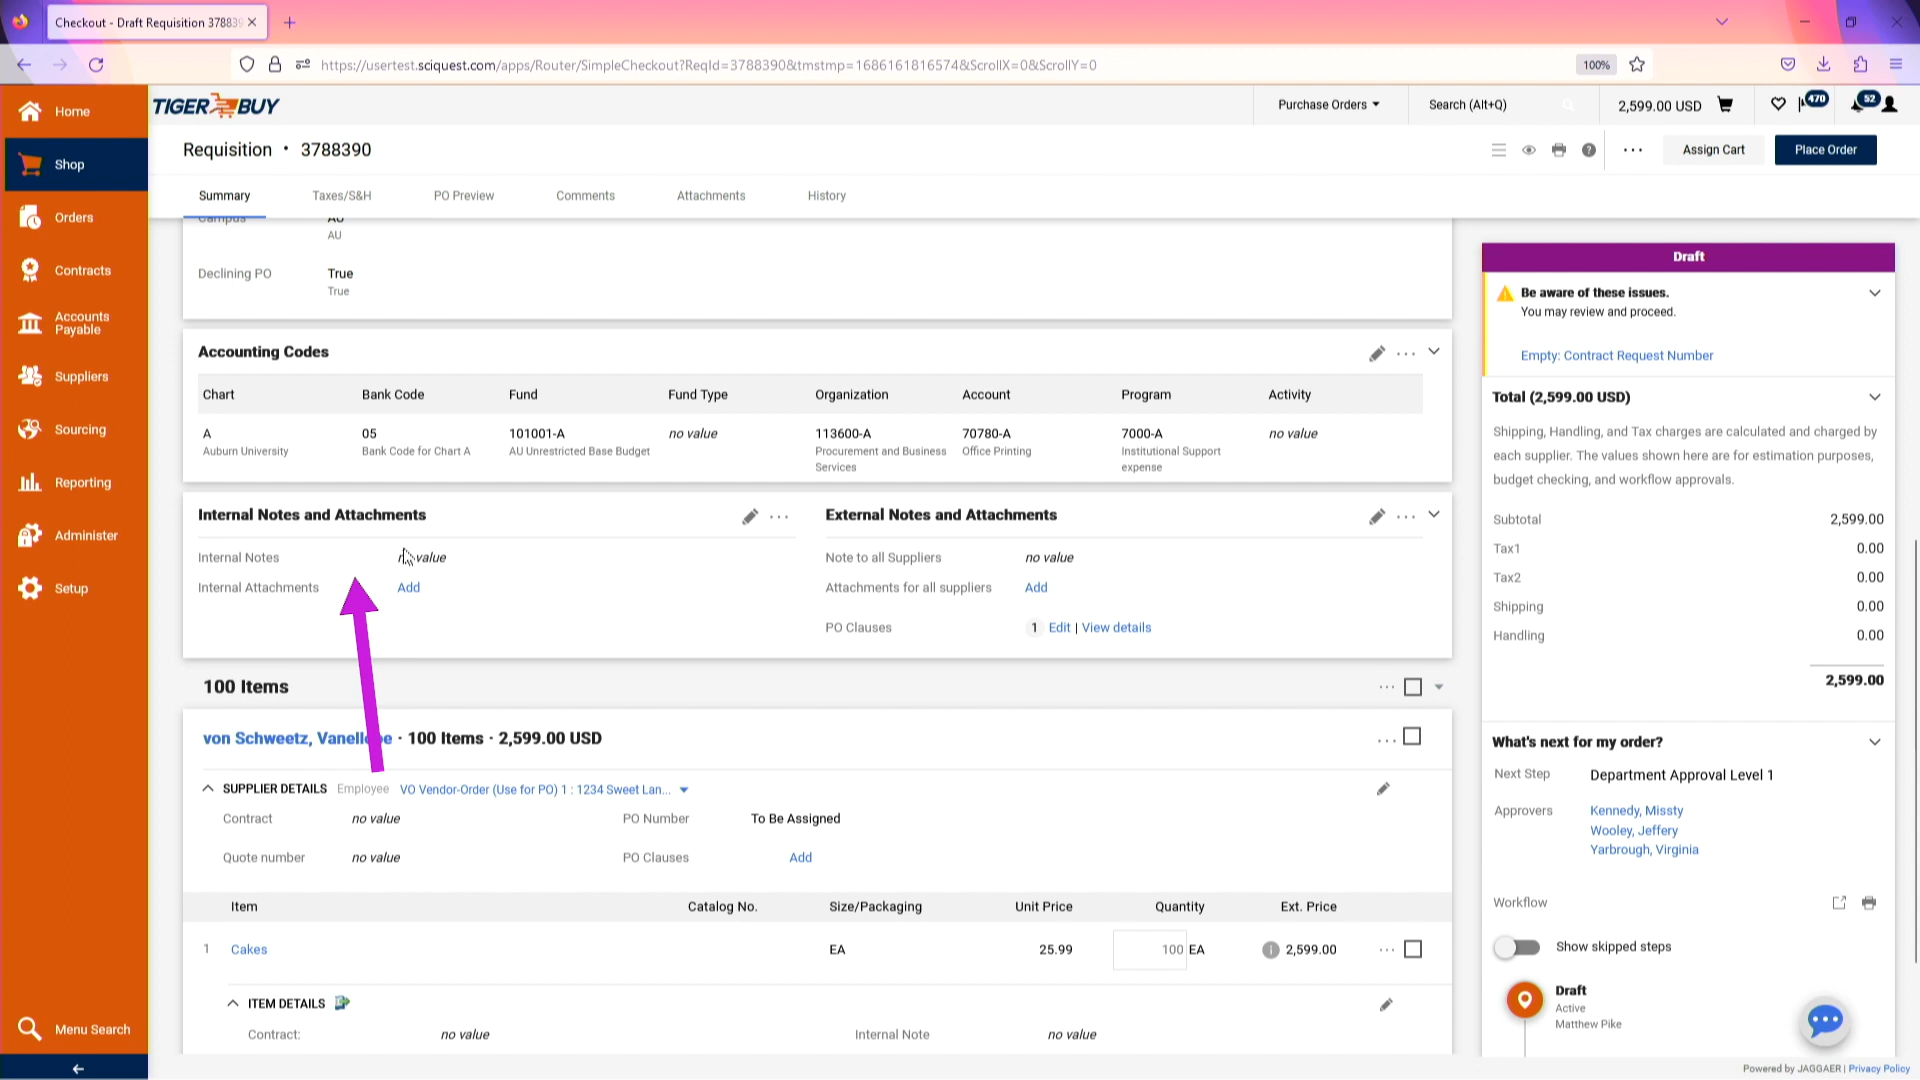 Checkout - Draft Requisition 37883
https://usertest.sciquest.com/apps/Router/SimpleCheckout?ReqId=3788390&tmstmp=1686161816574&ScrollX=0&ScrollY=0
100%
TIGER BUY
Purchase Orders
Search (Alt+Q)
2,599.00 USD
470
52
Home
Shop
Orders
Contracts
Accounts
Payable
Suppliers
Sourcing
Reporting
Administer
Setup
Menu Search
Requisition • 3788390
Assign Cart
Place Order
Summary Taxes/S&H PO Preview Comments Attachments History
Campus AU
AU
Declining PO True
True
Accounting Codes
Chart Bank Code Fund Fund Type Organization Account Program Activity
A 05 101001-A no value 113600-A 70780-A 7000-A no value
Auburn University Bank Code for Chart A AU Unrestricted Base Budget Procurement and Business Office Printing Institutional Support
Services expense
Internal Notes and Attachments
Internal Notes value
Internal Attachments Add
External Notes and Attachments
Note to all Suppliers no value
Attachments for all suppliers Add
PO Clauses 1 Edit | View details
100 Items
von Schweetz, · 100 Items · 2,599.00 USD
SUPPLIER DETAILS Employee VO Vendor-Order (Use for PO) 1 : 1234 Sweet Lan...
Contract no value PO Number To Be Assigned
Quote number no value PO Clauses Add
Item Catalog No. Size/Packaging Unit Price Quantity Ext. Price
1 Cakes EA 25.99 100 EA 2,599.00
ITEM DETAILS
Contract: no value Internal Note no value
Draft
Be aware of these issues.
You may review and proceed.
Empty: Contract Request Number
Total (2,599.00 USD)
Shipping, Handling, and Tax charges are calculated and charged by
each supplier. The values shown here are for estimation purposes,
budget checking, and workflow approvals.
Subtotal 2,599.00
Tax1 0.00
Tax2 0.00
Shipping 0.00
Handling 0.00
2,599.00
What's next for my order?
Next Step Department Approval Level 1
Approvers Kennedy, Missty
Wooley, Jeffery
Yarbrough, Virginia
Workflow
Show skipped steps
Draft
Active
Matthew Pike
Powered by JAGGAER | Privacy Policy